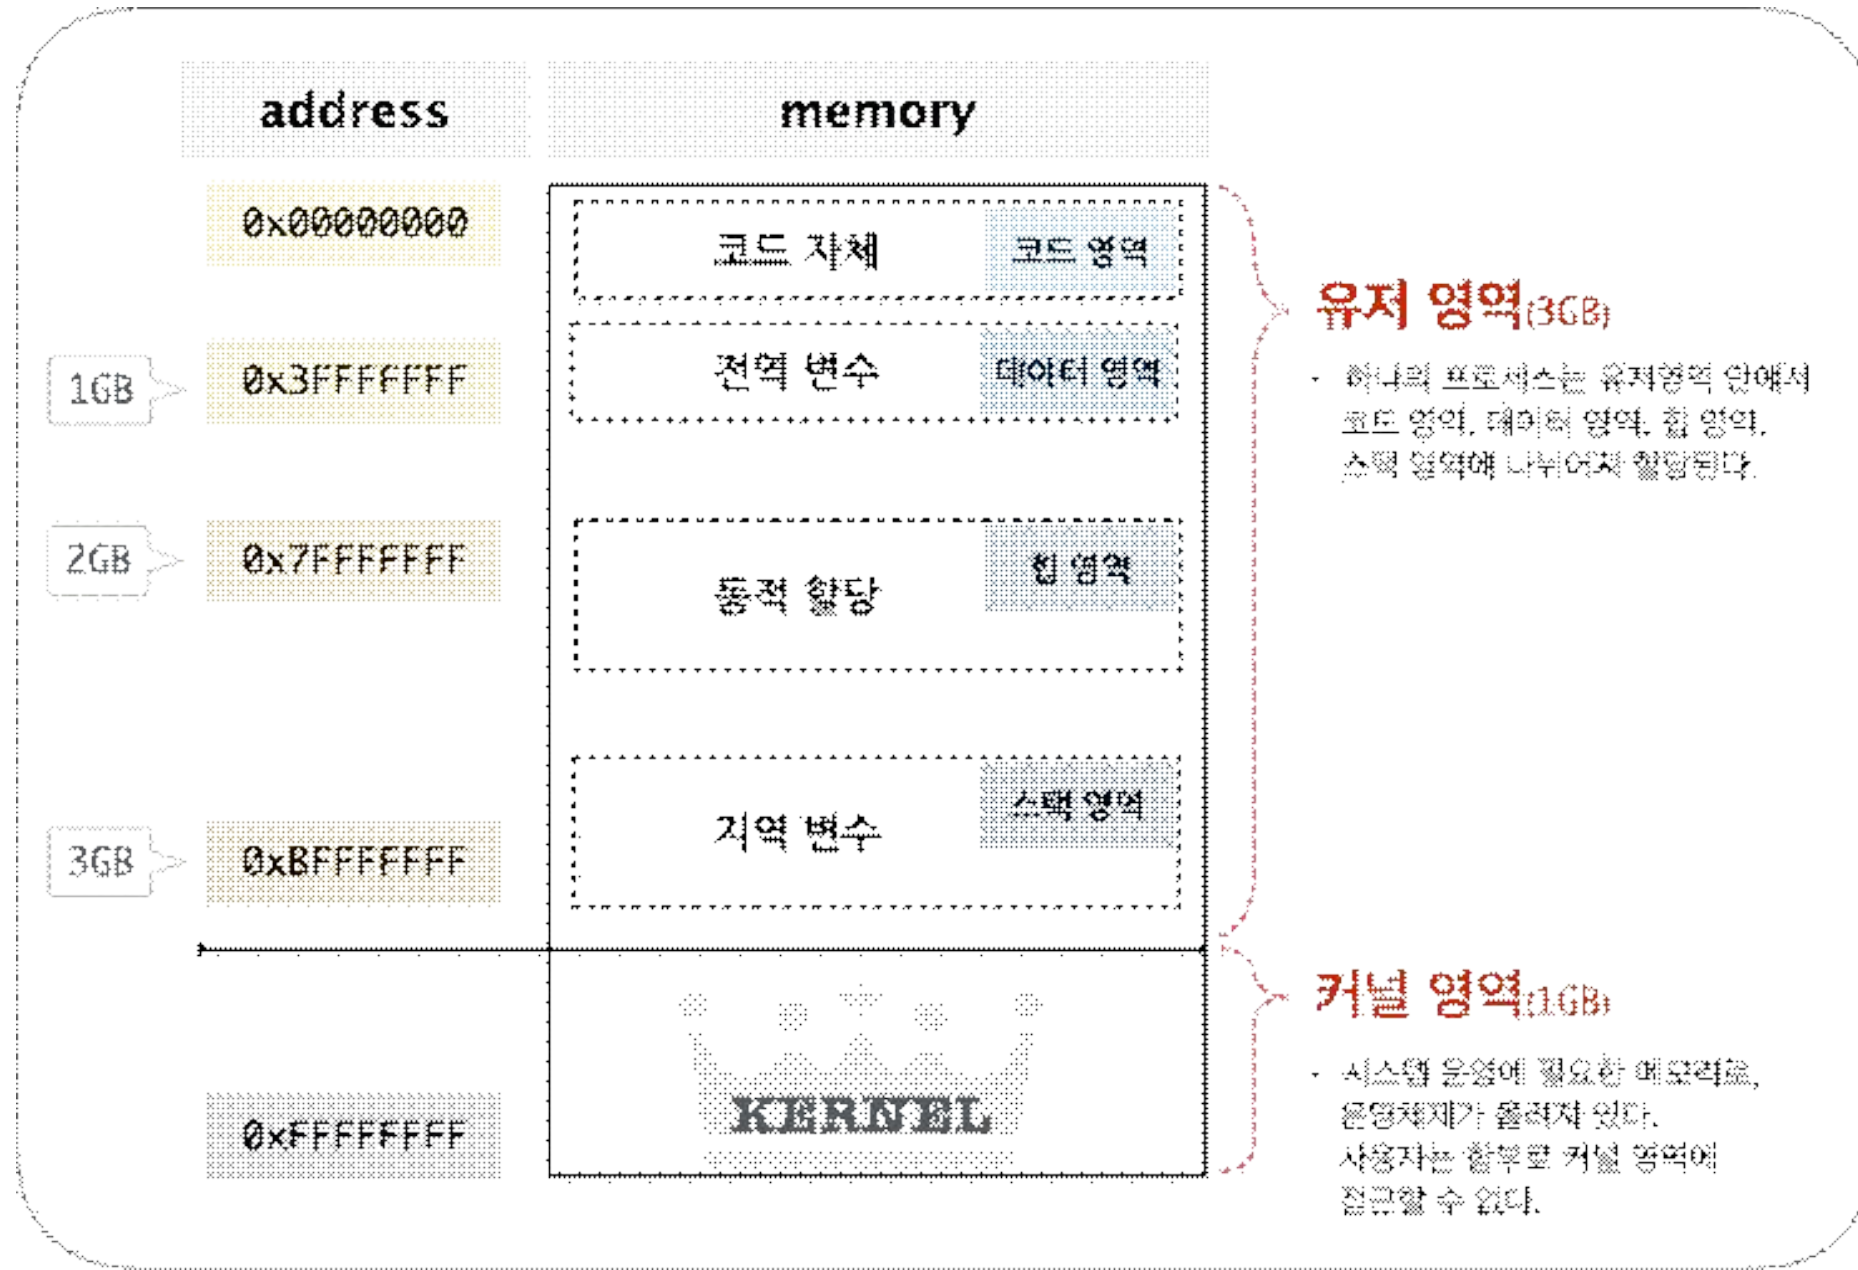 address
memory
0x00000000
코드 자체
코드 영역
1GB
0x3FFFFFFF
전역 변수
데이터 영역
2GB
0x7FFFFFFF
동적 할당
힙 영역
3GB
0xBFFFFFFF
지역 변수
스택 영역
0xFFFFFFFF
KERNEL
유저 영역(3GB)
- 하나의 프로세스는 유저영역 안에서
코드 영역, 데이터 영역, 힙 영역,
스택 영역에 나뉘어져 할당된다.
커널 영역(1GB)
- 시스템 운영에 필요한 메모리로,
운영체제가 올려져 있다.
사용자는 함부로 커널 영역에
접근할 수 없다.